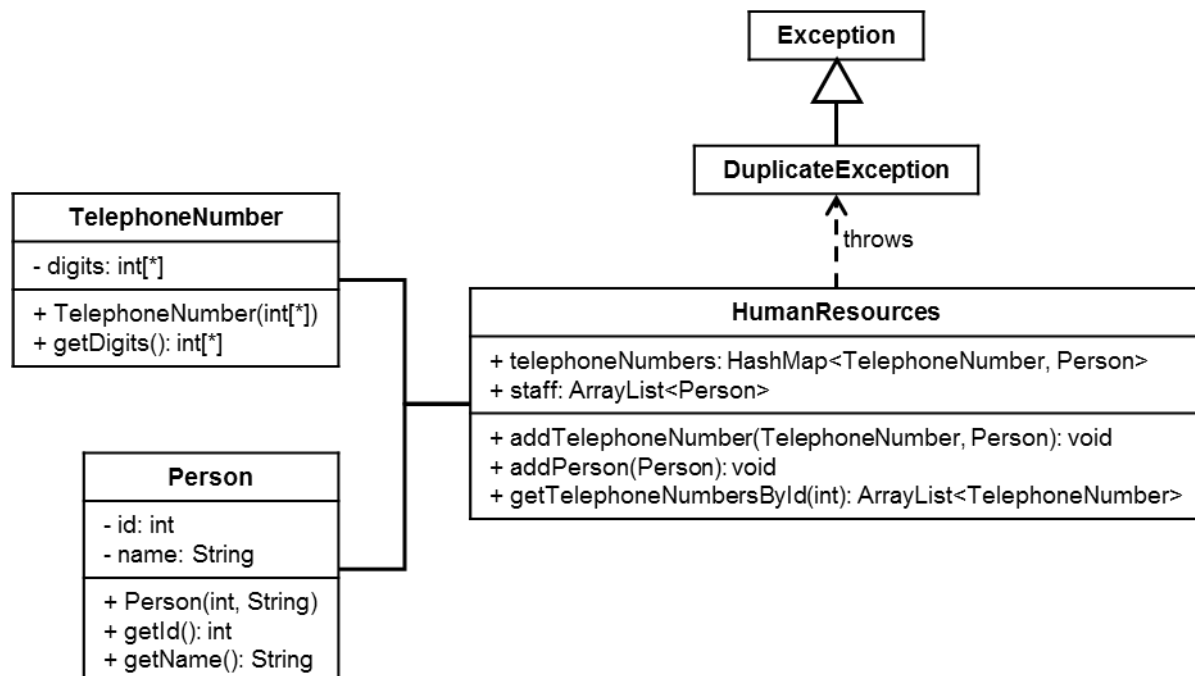 Exception
DuplicateException
throws
TelephoneNumber
- digits: int[*]
+ TelephoneNumber(int[*])
+ getDigits(): int[*]
HumanResources
+ telephoneNumbers: HashMap<TelephoneNumber, Person>
+ staff: ArrayList<Person>
+ addTelephoneNumber(TelephoneNumber, Person): void
+ addPerson(Person): void
+ getTelephoneNumbersById(int): ArrayList<TelephoneNumber>
Person
- id: int
- name: String
+ Person(int, String)
+ getId(): int
+ getName(): String